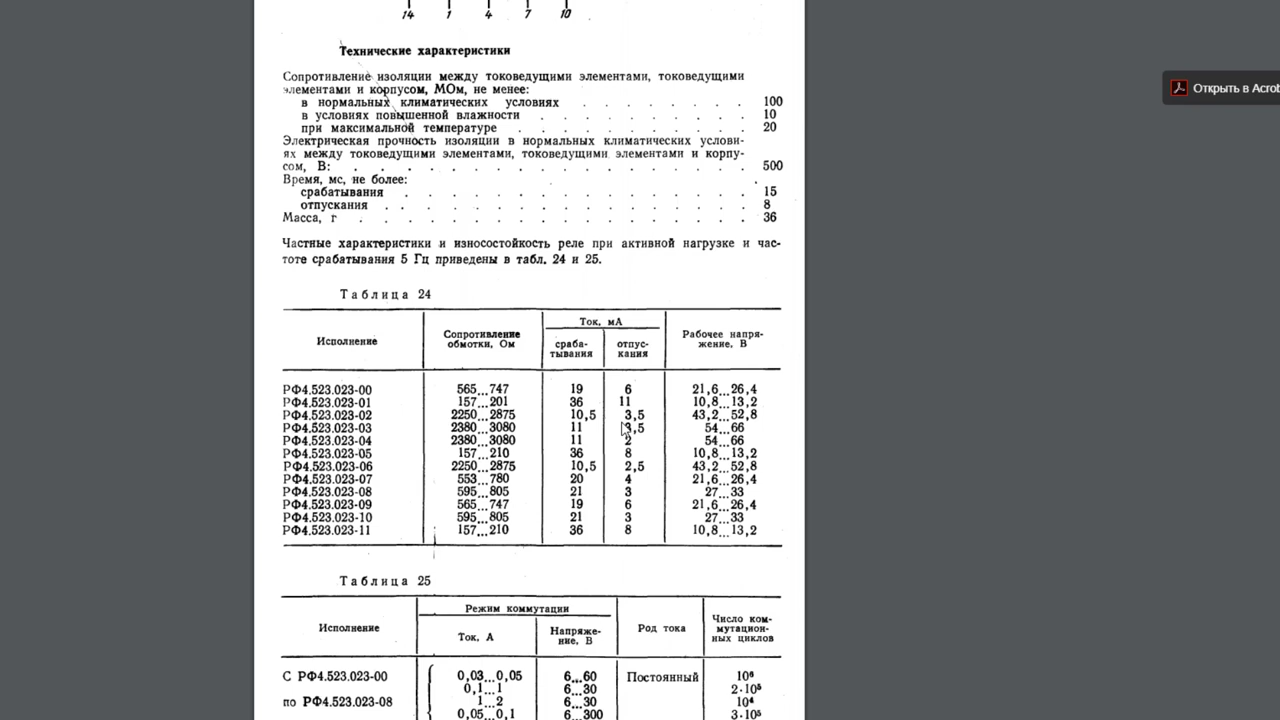 14 1 4 7 10
Технические характеристики
Сопротивление изоляции между токоведущими элементами, токоведущими
элементами и корпусом, МОм, не менее:
в нормальных климатических условиях . . . . . . . 100
в условиях повышенной влажности . . . . . . . . 10
при максимальной температуре . . . . . . . . . 20
Электрическая прочность изоляции в нормальных климатических услови-
ях между токоведущими элементами, токоведущими элементами и корпу-
сом, В: . . . . . . . . . . . . . . . . 500
Время, мс, не более:
срабатывания . . . . . . . . . . . . . . 15
отпускания . . . . . . . . . . . . . . . 8
Масса, г . . . . . . . . . . . . . . . . 36
Частные характеристики и износостойкость реле при активной нагрузке и час-
тоте срабатывания 5 Гц приведены в табл. 24 и 25.
Открыть в Acrob
Таблица 24
Исполнение Сопротивление обмотки, Ом Ток, мА Рабочее напря-
жение, В
сраба- отпус-
тывания кания
РФ4.523.023-00 565...747 19 6 21,6...26,4
РФ4.523.023-01 157...201 36 11 10,8...13,2
РФ4.523.023-02 2250...2875 10,5 3,5 43,2...52,8
РФ4.523.023-03 2380...3080 11 3,5 54...66
РФ4.523.023-04 2380...3080 11 2 54...66
РФ4.523.023-05 157...210 36 8 10,8...13,2
РФ4.523.023-06 2250...2875 10,5 2,5 43,2...52,8
РФ4.523.023-07 553...780 20 4 21,6...26,4
РФ4.523.023-08 595...805 21 3 27...33
РФ4.523.023-09 565...747 19 6 21,6...26,4
РФ4.523.023-10 595...805 21 3 27...33
РФ4.523.023-11 157...210 36 8 10,8...13,2
Таблица 25
Исполнение Режим коммутации Род тока Число ком-
мутацион-
ных циклов
Ток, А Напряже-
ние, В
С РФ4.523.023-00 0,03...0,05 6...60 Постоянный 10⁶
0,1...1 6...30 2·10⁵
по РФ4.523.023-08 1...2 6...30 10⁴
0,05...0,1 6...300 3·10⁵